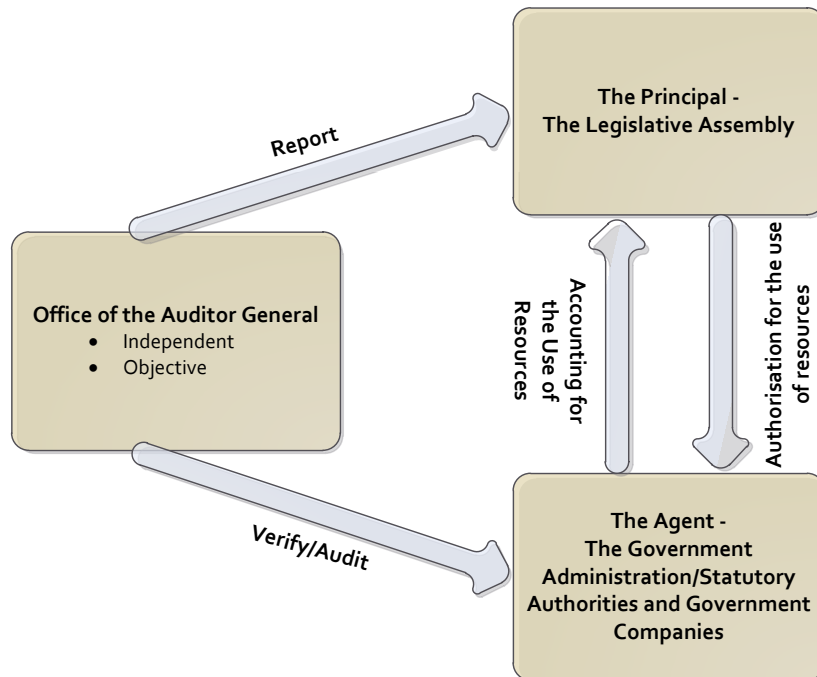 The Principal -
The Legislative Assembly
Report
Office of the Auditor General
• Independent
• Objective
Accounting for
the Use of
Resources
Authorisation for the use
of resources
Verify/Audit
The Agent -
The Government
Administration/Statutory
Authorities and Government
Companies